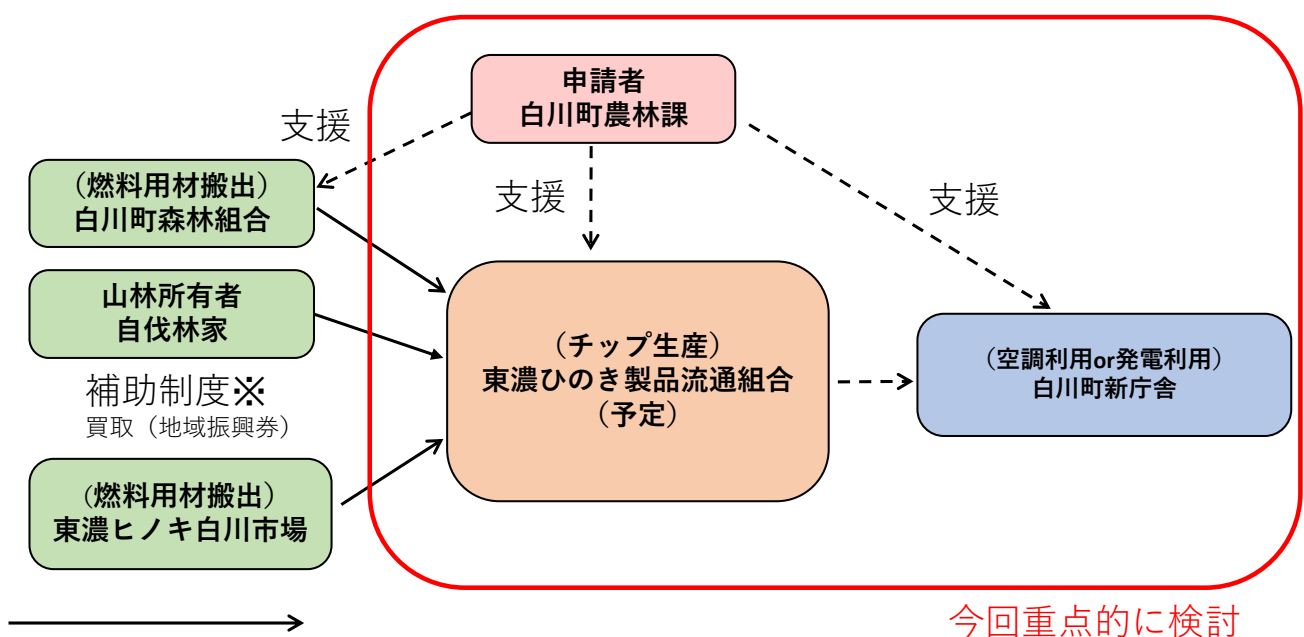 申請者
白川町農林課
支援
支援
支援
（燃料用材搬出）
白川町森林組合
山林所有者
自伐林家
補助制度※
買取（地域振興券）
（燃料用材搬出）
東濃ヒノキ白川市場
（チップ生産）
東濃ひのき製品流通組合
（予定）
（空調利用or発電利用）
白川町新庁舎
今回重点的に検討